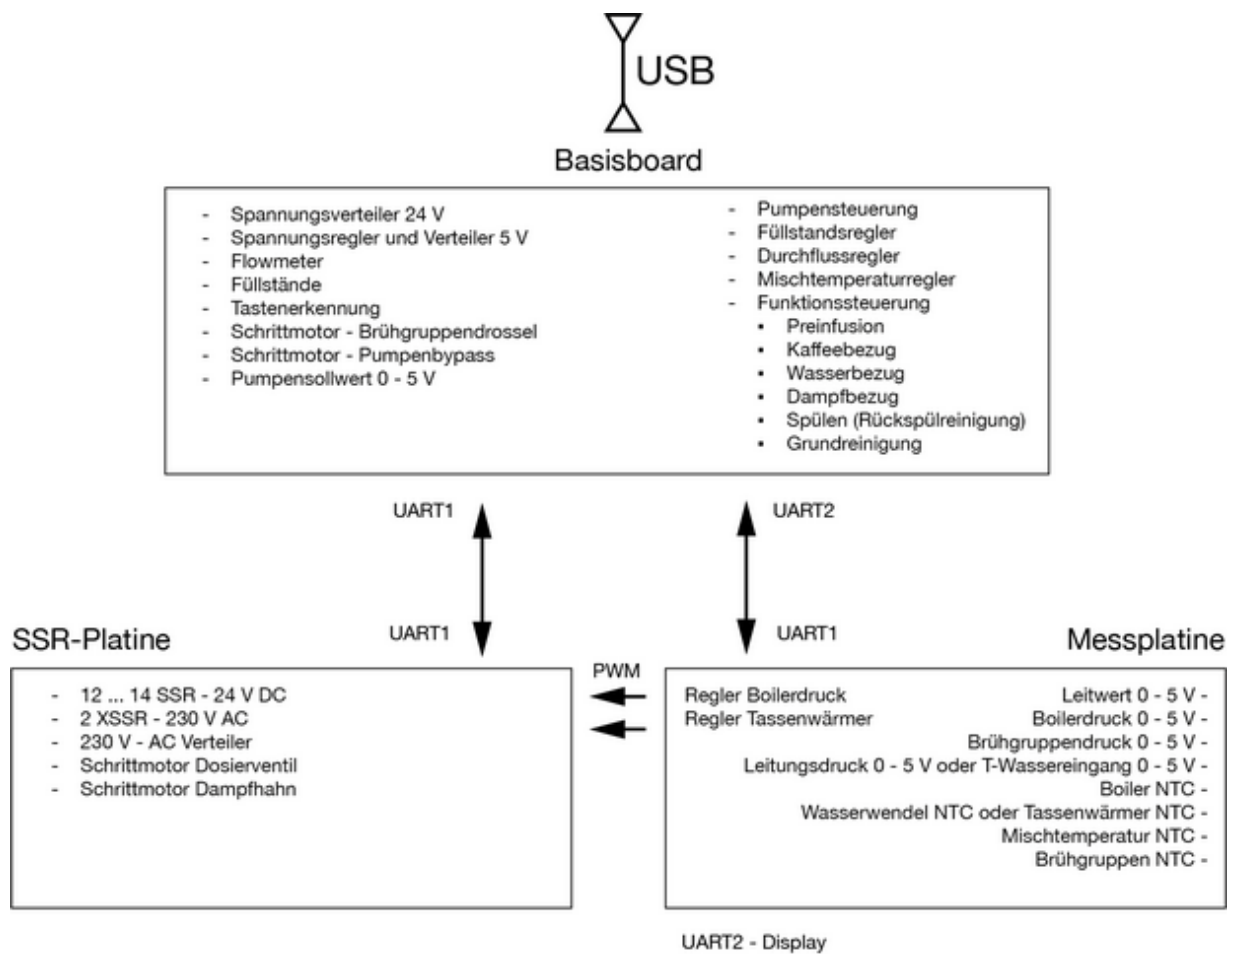 USB
Basisboard
- Spannungsverteiler 24 V
- Spannungsregler und Verteiler 5 V
- Flowmeter
- Füllstände
- Tastenerkennung
- Schrittmotor - Brühgruppendrossel
- Schrittmotor - Pumpenbypass
- Pumpensollwert 0 - 5 V
- Pumpensteuerung
- Füllstandsregler
- Durchflussregler
- Mischtemperaturregler
- Funktionssteuerung
▪ Preinfusion
▪ Kaffeebezug
▪ Wasserbezug
▪ Dampfbezug
▪ Spülen (Rückspülreinigung)
▪ Grundreinigung
UART1
UART2
UART1
UART1
SSR-Platine
- 12 ... 14 SSR - 24 V DC
- 2 XSSR - 230 V AC
- 230 V - AC Verteiler
- Schrittmotor Dosierventil
- Schrittmotor Dampfhahn
PWM
Messplatine
Regler Boilerdruck
Regler Tassenwärmer
Leitwert 0 - 5 V -
Boilerdruck 0 - 5 V -
Brühgruppendruck 0 - 5 V -
Leitungsdruck 0 - 5 V oder T-Wassereingang 0 - 5 V -
Boiler NTC -
Wasserwendel NTC oder Tassenwärmer NTC -
Mischtemperatur NTC -
Brühgruppen NTC -
UART2 - Display